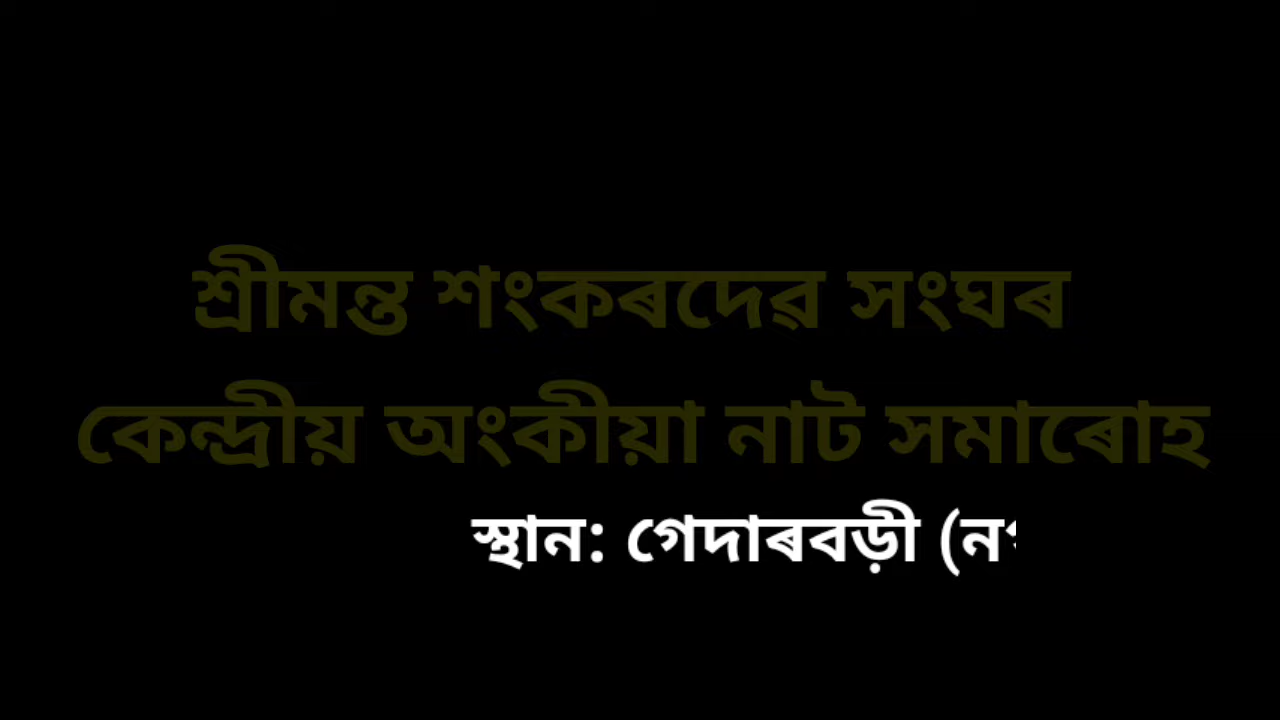 শ্ৰীমন্ত শংকৰদেৱ সংঘৰ
কেন্দ্ৰীয় অংকীয়া নাট সমাৰোহ
স্থান: গেদাৰবড়ী